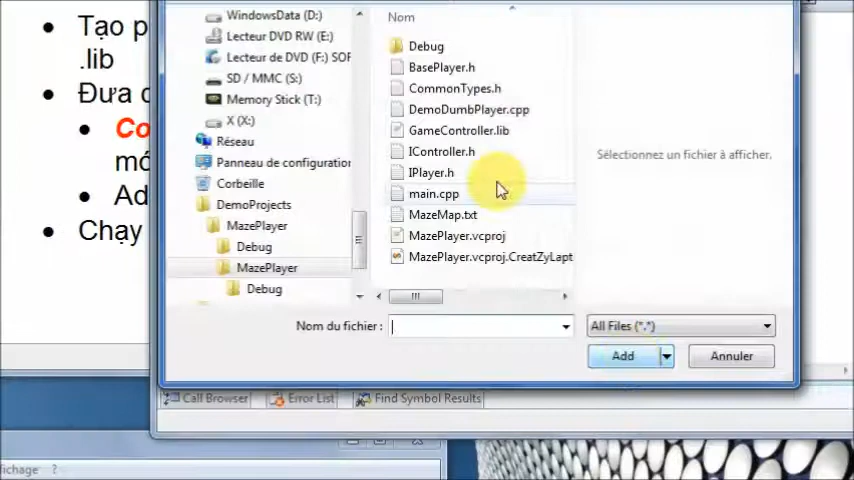 Tạo p
.lib
Đưa c
Co
mớ
Ad
Chạy
WindowsData (D:)
Lecteur DVD RW (E:)
Lecteur de DVD (F:) SOF
SD / MMC (S:)
Memory Stick (T:)
X (X:)
Réseau
Panneau de configuration
Corbeille
DemoProjects
MazePlayer
Debug
MazePlayer
Debug
Nom
Debug
BasePlayer.h
CommonTypes.h
DemoDumbPlayer.cpp
GameController.lib
IController.h
IPlayer.h
main.cpp
MazeMap.txt
MazePlayer.vcproj
MazePlayer.vcproj.CreatZyLapt
Sélectionnez un fichier à afficher.
Nom du fichier :
All Files (*.*)
Add
Annuler
Call Browser
Error List
Find Symbol Results
ffichage ?